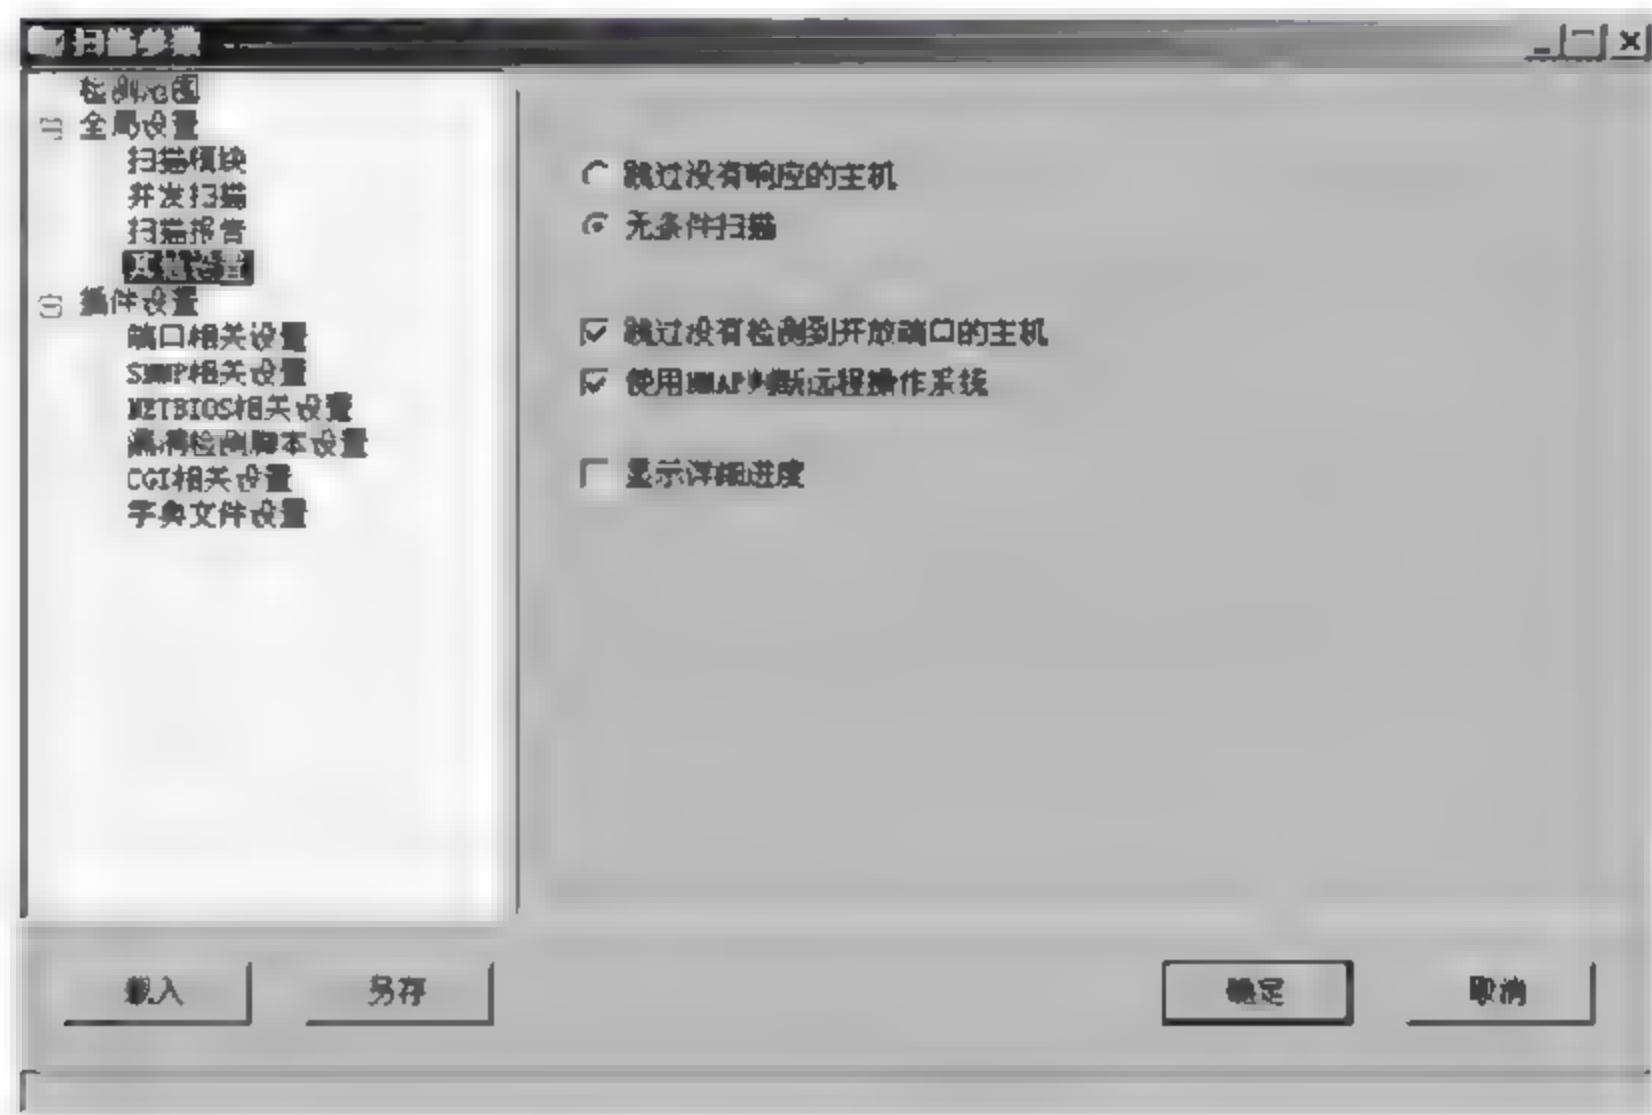 扫描参数
检测范围
全局设置
扫描模块
并发扫描
扫描报告
其他设置
插件设置
端口相关设置
SNMP相关设置
NETBIOS相关设置
漏洞检测脚本设置
CGI相关设置
字典文件设置
跳过没有响应的主机
无条件扫描
跳过没有检测到开放端口的主机
使用NMAP判断远程操作系统
显示详细进度
载入
另存
确定
取消